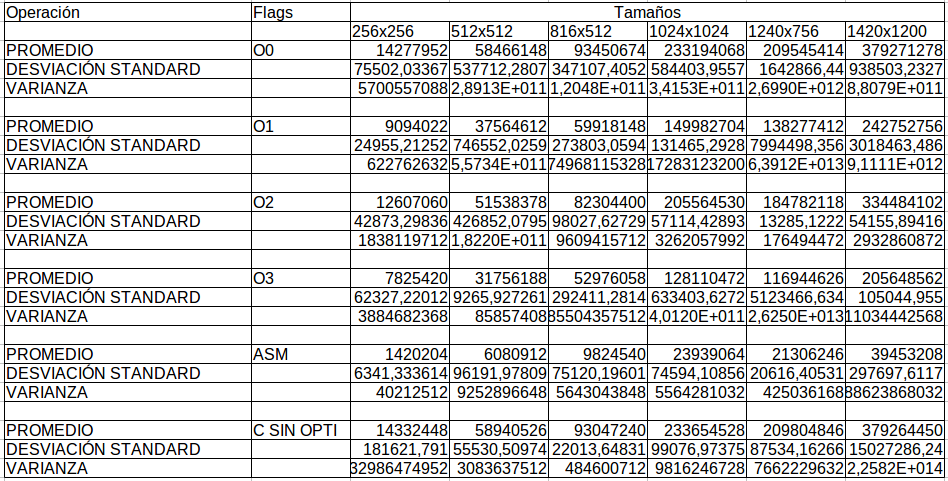 Operación Flags Tamaños
256x256 512x512 816x512 1024x1024 1240x756 1420x1200
PROMEDIO O0 14277952 58466148 93450674 233194068 209545414 379271278
DESVIACIÓN STANDARD 75502,03367 537712,2807 347107,4052 584403,9557 1642866,44 938503,2327
VARIANZA 5700557088 2,8913E+011 1,2048E+011 3,4153E+011 2,6990E+012 8,8079E+011
PROMEDIO O1 9094022 37564612 59918148 149982704 138277412 242752756
DESVIACIÓN STANDARD 24955,21252 746552,0259 273803,0594 131465,2928 7994498,356 3018463,486
VARIANZA 622762632 5,5734E+011 74968115328 17283123200 6,3912E+013 9,1111E+012
PROMEDIO O2 12607060 51538378 82304400 205564530 184782118 334484102
DESVIACIÓN STANDARD 42873,29836 426852,0795 98027,62729 57114,42893 13285,1222 54155,89416
VARIANZA 1838119712 1,8220E+011 9609415712 3262057992 176494472 2932860872
PROMEDIO O3 7825420 31756188 52976058 128110472 116944626 205648562
DESVIACIÓN STANDARD 62327,22012 9265,927261 292411,2814 633403,6272 5123466,634 105044,955
VARIANZA 3884682368 85857408 85504357512 4,0120E+011 2,6250E+013 11034442568
PROMEDIO ASM 1420204 6080912 9824540 23939064 21306246 39453208
DESVIACIÓN STANDARD 6341,333614 96191,97809 75120,19601 74594,10856 20616,40531 297697,6117
VARIANZA 40212512 9252896648 5643043848 5564281032 425036168 88623868032
PROMEDIO C SIN OPTI 14332448 58940526 93047240 233654528 209804846 379264450
DESVIACIÓN STANDARD 181621,791 55530,50974 22013,64831 99076,97375 87534,16266 15027286,24
VARIANZA 32986474952 3083637512 484600712 9816246728 7662229632 2,2582E+014